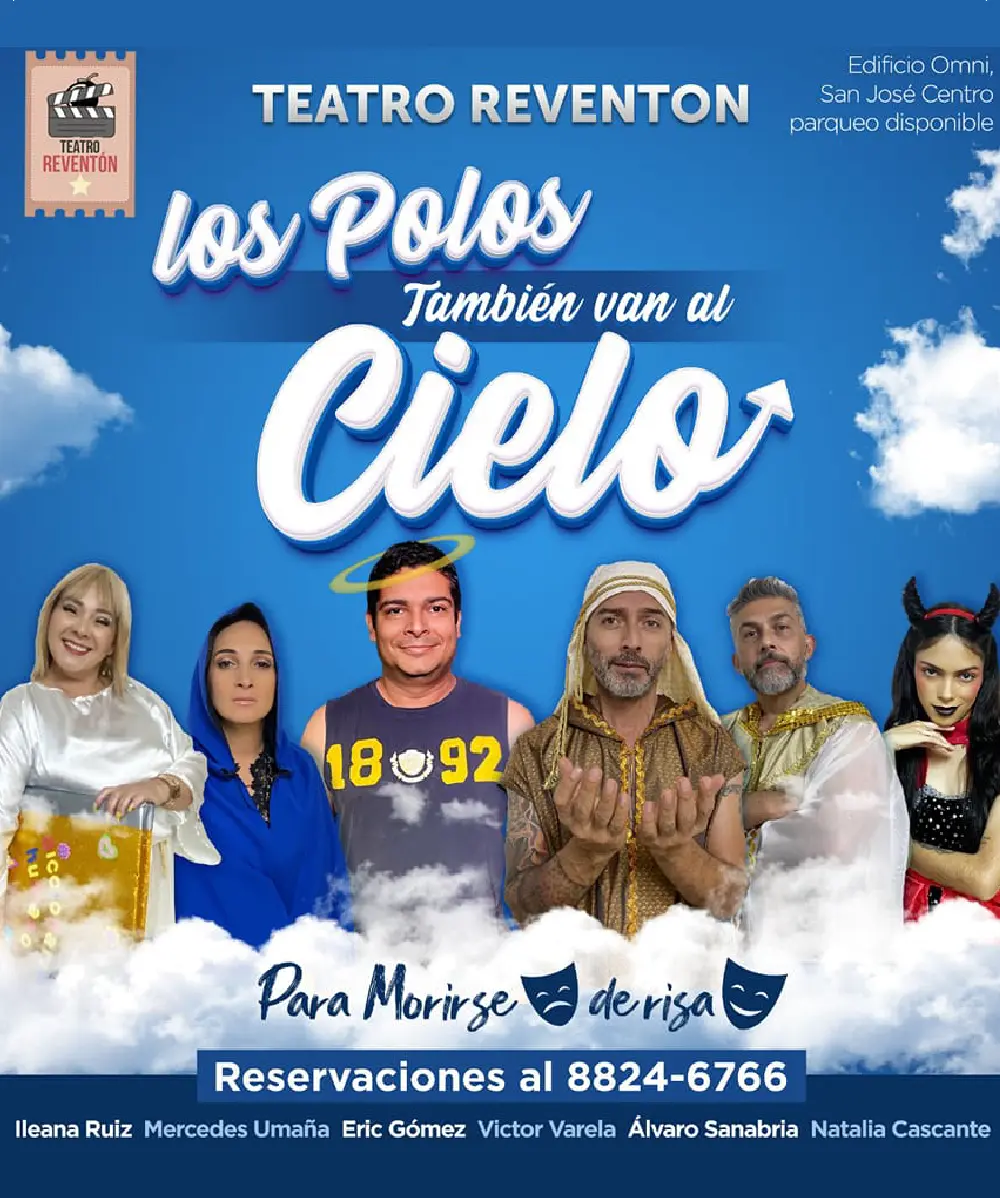 TEATRO
REVENTÓN
TEATRO REVENTON
Edificio Omni,
San José Centro
parqueo disponible
los Polos
También van al
Cielo
18 92
Para Morirse de risa
Reservaciones al 8824-6766
Ileana Ruiz Mercedes Umaña Eric Gómez Victor Varela Álvaro Sanabria Natalia Cascante